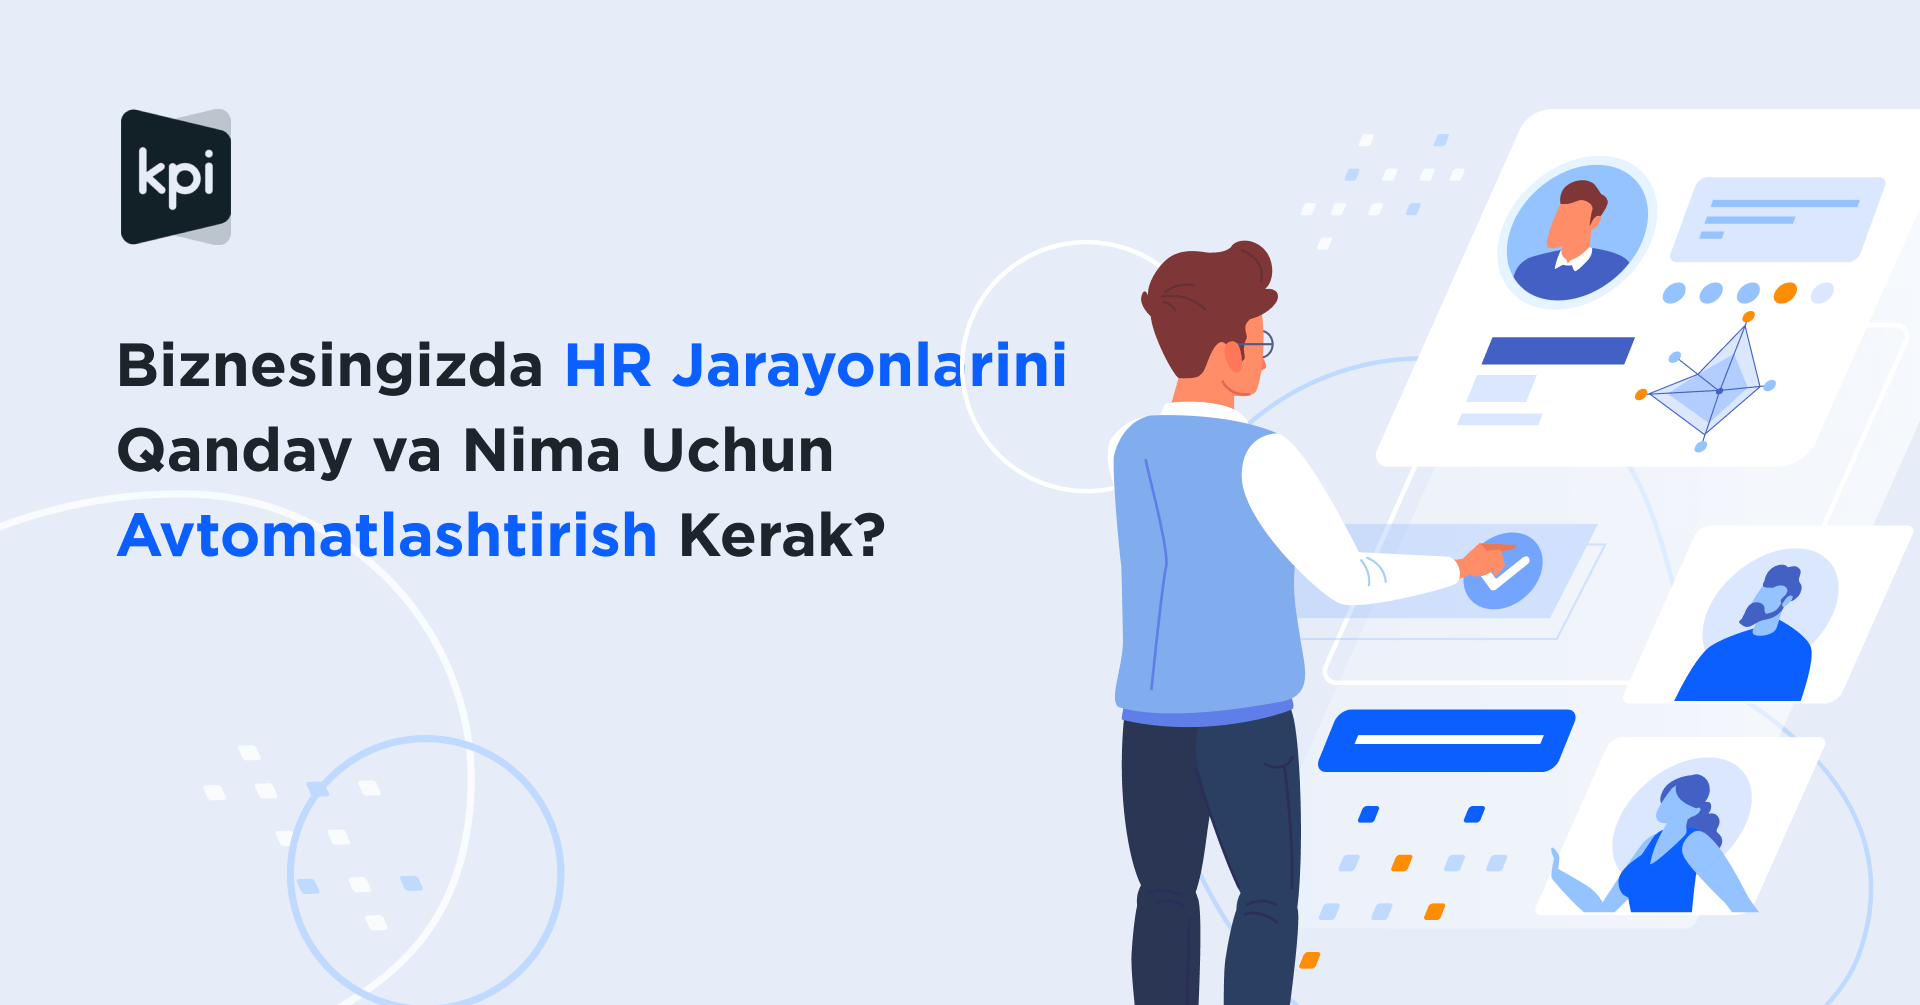 kpi
Biznesingizda HR Jarayonlarini
Qanday va Nima Uchun
Avtomatlashtirish Kerak?